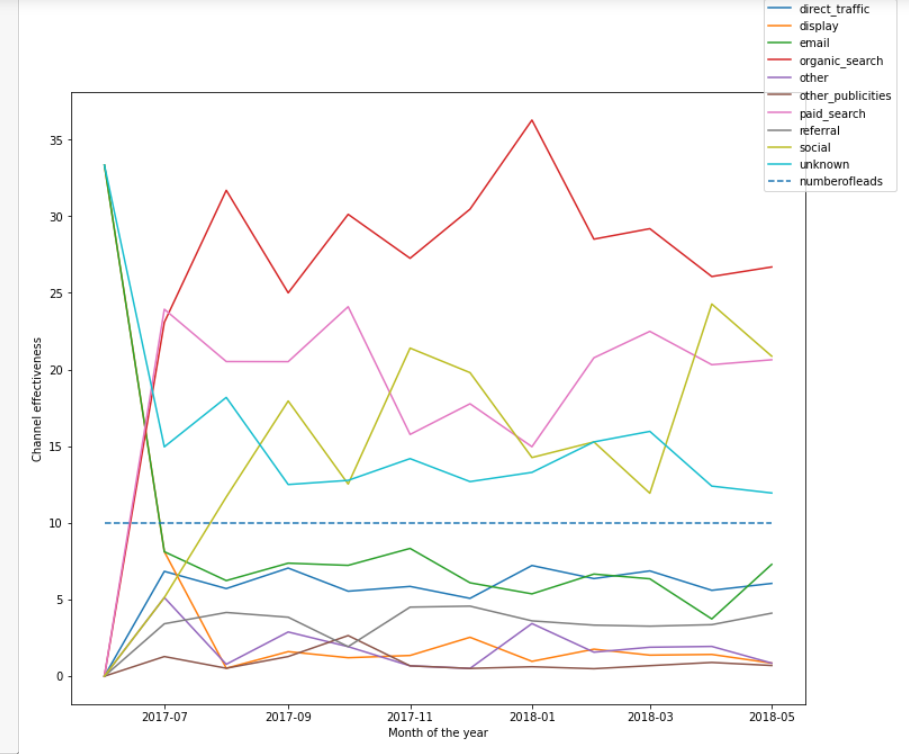 direct_traffic
display
email
organic_search
other
other_publicities
paid_search
referral
social
unknown
numberofleads
35
30
25
20
15
10
5
0
Channel effectiveness
2017-07 2017-09 2017-11 2018-01 2018-03 2018-05
Month of the year